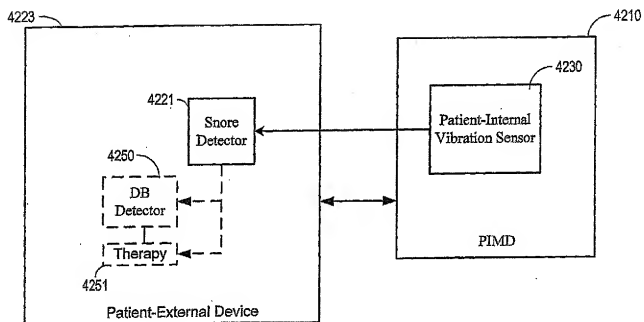 4223
4210
4221
Snore
Detector
4230
Patient-Internal
Vibration Sensor
4250
DB
Detector
Therapy
4251
PIMD
Patient-External Device